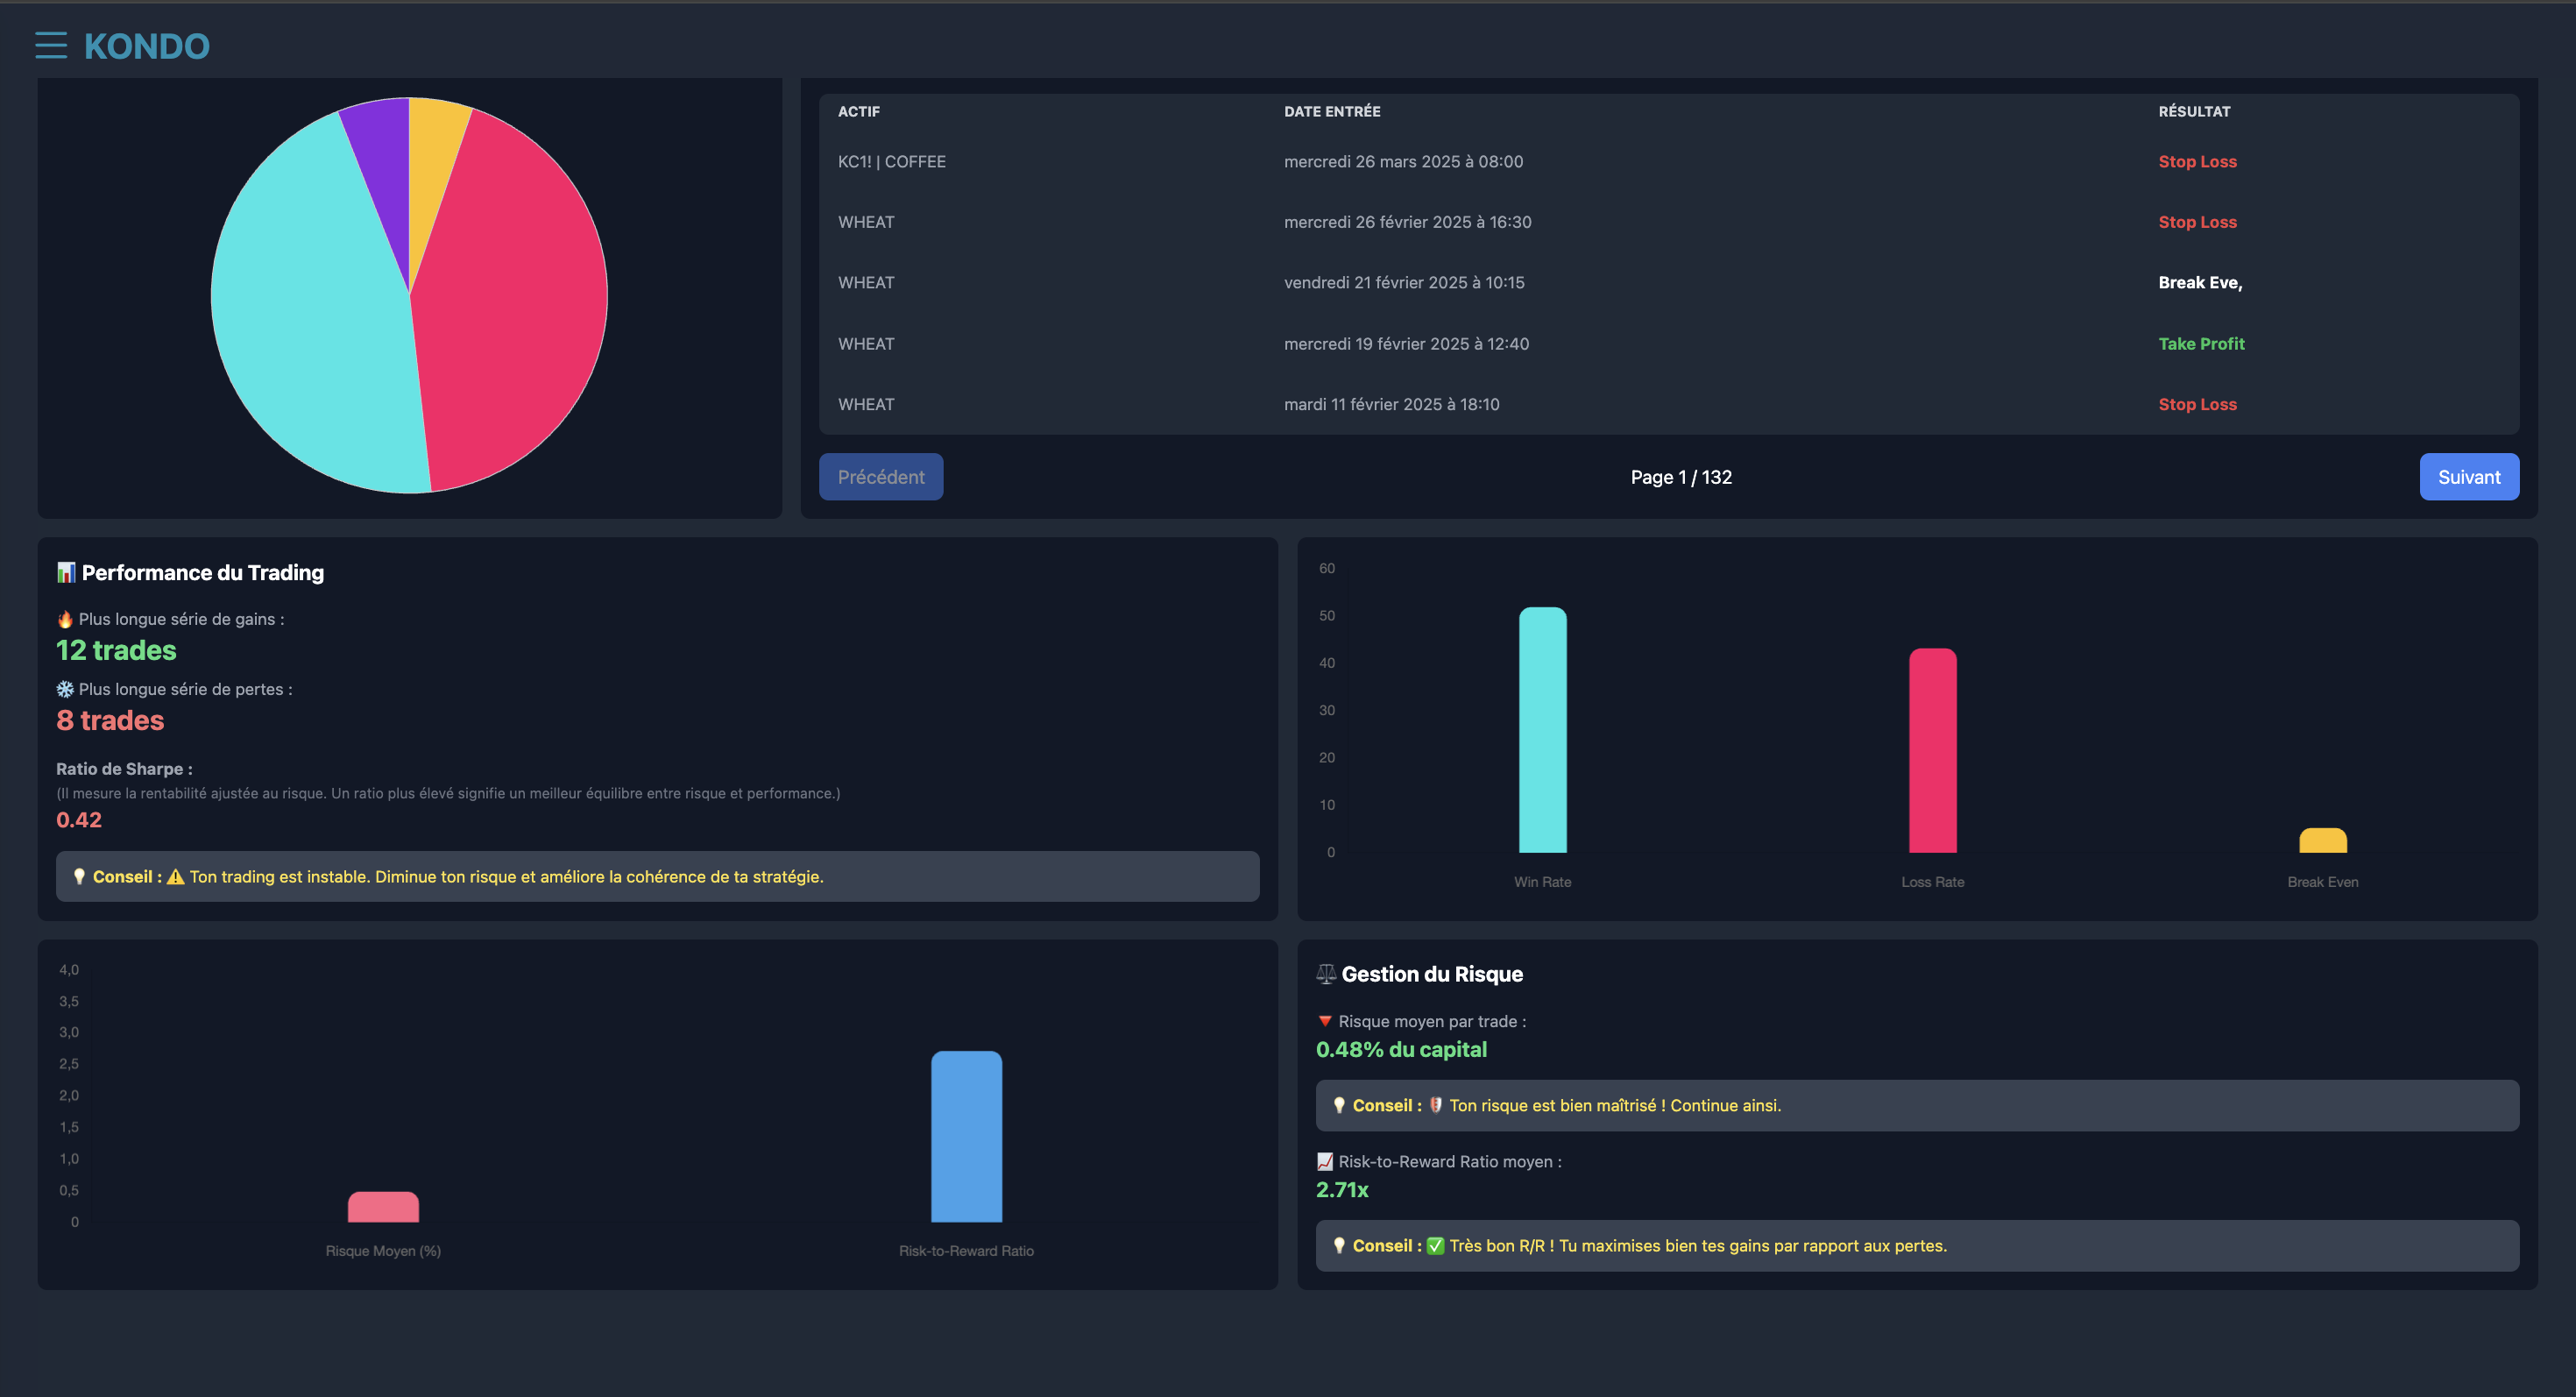 KONDO
ACTIF DATE ENTRÉE RÉSULTAT
KC1! | COFFEE mercredi 26 mars 2025 à 08:00 Stop Loss
WHEAT mercredi 26 février 2025 à 16:30 Stop Loss
WHEAT vendredi 21 février 2025 à 10:15 Break Eve,
WHEAT mercredi 19 février 2025 à 12:40 Take Profit
WHEAT mardi 11 février 2025 à 18:10 Stop Loss
Précédent Page 1 / 132 Suivant
📊 Performance du Trading
🔥 Plus longue série de gains :
12 trades
❄️ Plus longue série de pertes :
8 trades
Ratio de Sharpe :
(Il mesure la rentabilité ajustée au risque. Un ratio plus élevé signifie un meilleur équilibre entre risque et performance.)
0.42
💡 Conseil : ⚠️ Ton trading est instable. Diminue ton risque et améliore la cohérence de ta stratégie.
60
50
40
30
20
10
0
Win Rate Loss Rate Break Even
4,0
3,5
3,0
2,5
2,0
1,5
1,0
0,5
0
Risque Moyen (%) Risk-to-Reward Ratio
⚖️ Gestion du Risque
🔻 Risque moyen par trade :
0.48% du capital
💡 Conseil : 🛡️ Ton risque est bien maîtrisé ! Continue ainsi.
📈 Risk-to-Reward Ratio moyen :
2.71x
💡 Conseil : ✅ Très bon R/R ! Tu maximises bien tes gains par rapport aux pertes.